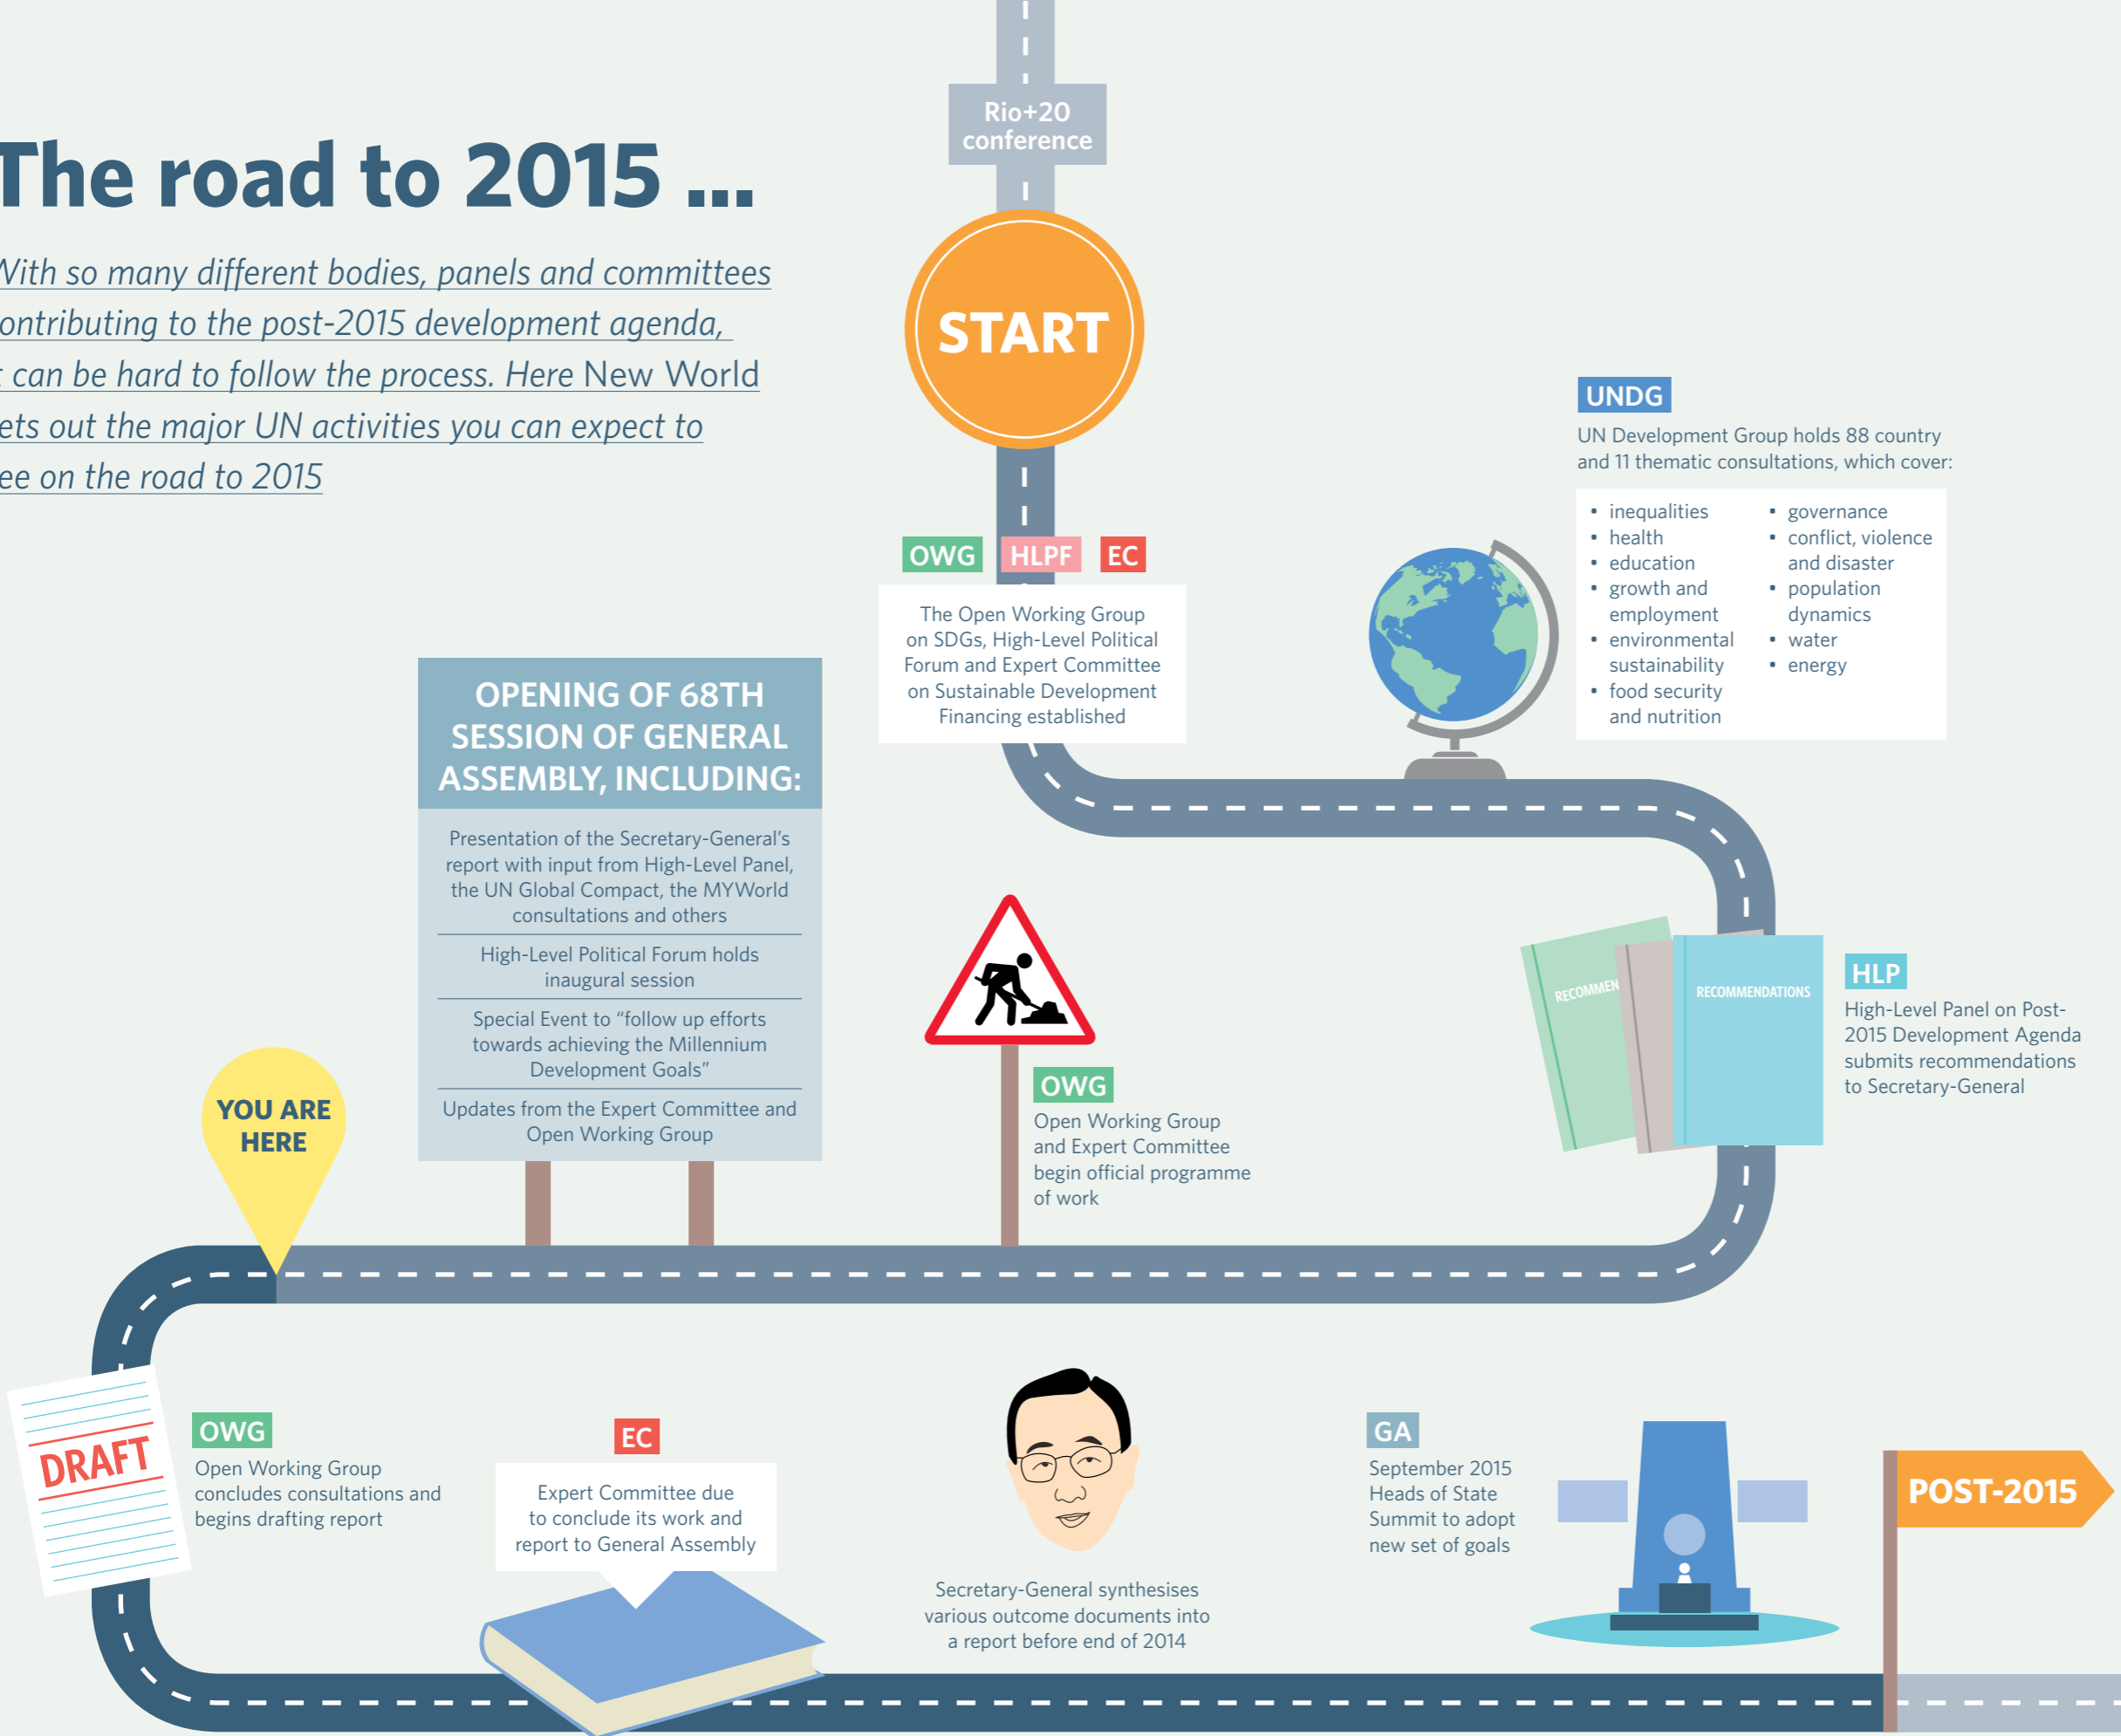 Rio+20
conference
The road to 2015 ...
With so many different bodies, panels and committees
ontributing to the post-2015 development agenda,
can be hard to follow the process. Here New World
ets out the major UN activities you can expect to
ee on the road to 2015
START
OWG HLPF EC
The Open Working Group
on SDGs, High-Level Political
Forum and Expert Committee
on Sustainable Development
Financing established
UNDG
UN Development Group holds 88 country
and 11 thematic consultations, which cover:
• inequalities
• health
• education
• growth and
employment
• environmental
sustainability
• food security
and nutrition
• governance
• conflict, violence
and disaster
• population
dynamics
• water
• energy
RECOMMEN
RECOMMENDATIONS
HLP
High-Level Panel on Post-
2015 Development Agenda
submits recommendations
to Secretary-General
OWG
Open Working Group
and Expert Committee
begin official programme
of work
OPENING OF 68TH
SESSION OF GENERAL
ASSEMBLY, INCLUDING:
Presentation of the Secretary-General's
report with input from High-Level Panel,
the UN Global Compact, the MYWorld
consultations and others
High-Level Political Forum holds
inaugural session
Special Event to “follow up efforts
towards achieving the Millennium
Development Goals”
Updates from the Expert Committee and
Open Working Group
YOU ARE
HERE
DRAFT
OWG
Open Working Group
concludes consultations and
begins drafting report
EC
Expert Committee due
to conclude its work and
report to General Assembly
Secretary-General synthesises
various outcome documents into
a report before end of 2014
GA
September 2015
Heads of State
Summit to adopt
new set of goals
POST-2015